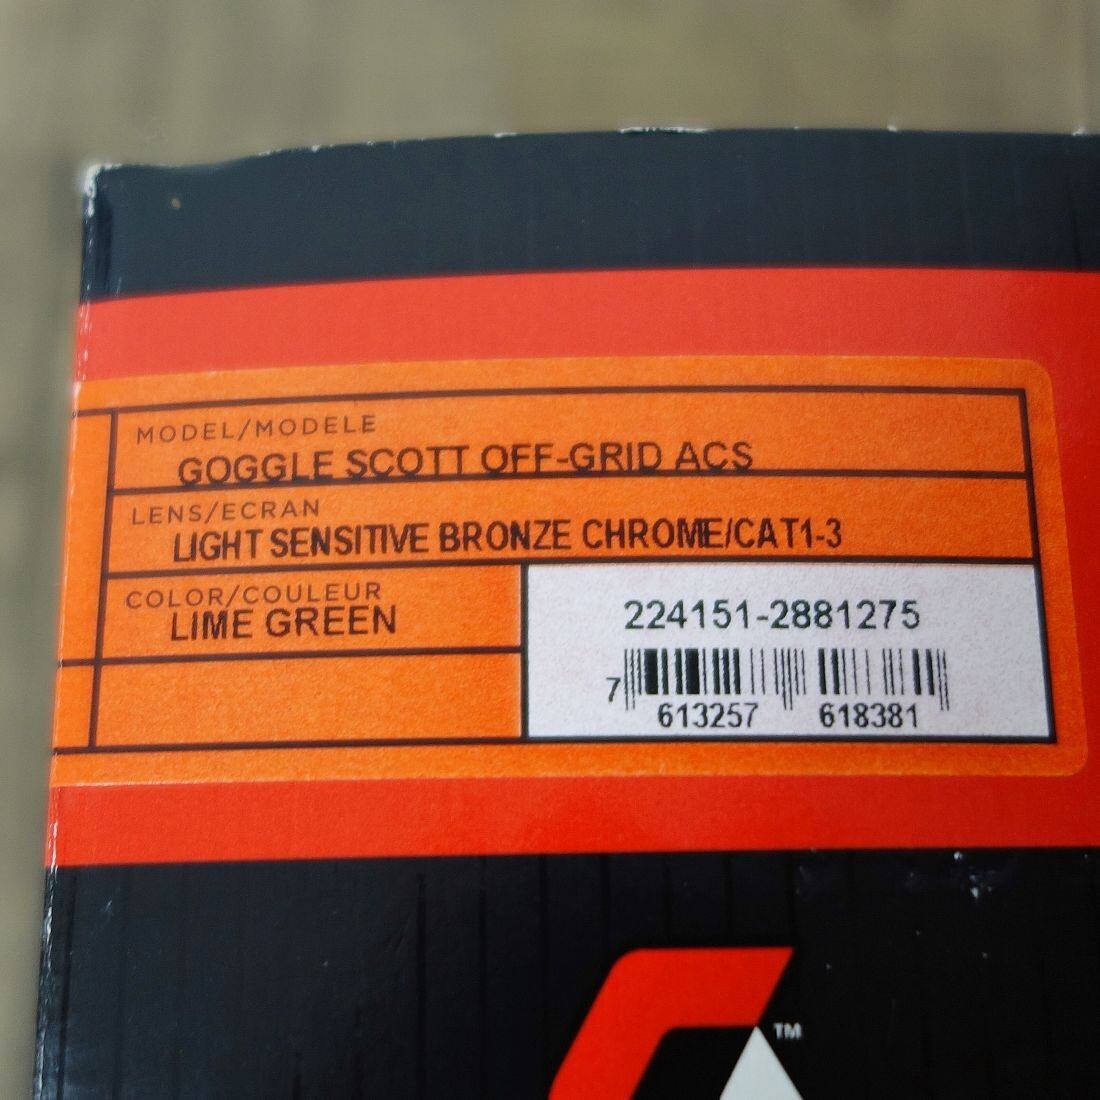 MODEL/MODELE
GOGGLE SCOTT OFF-GRID ACS
LENS/ECRAN
LIGHT SENSITIVE BRONZE CHROME/CAT1-3
COLOR/COULEUR
LIME GREEN
224151-2881275
7 613257 618381
TM